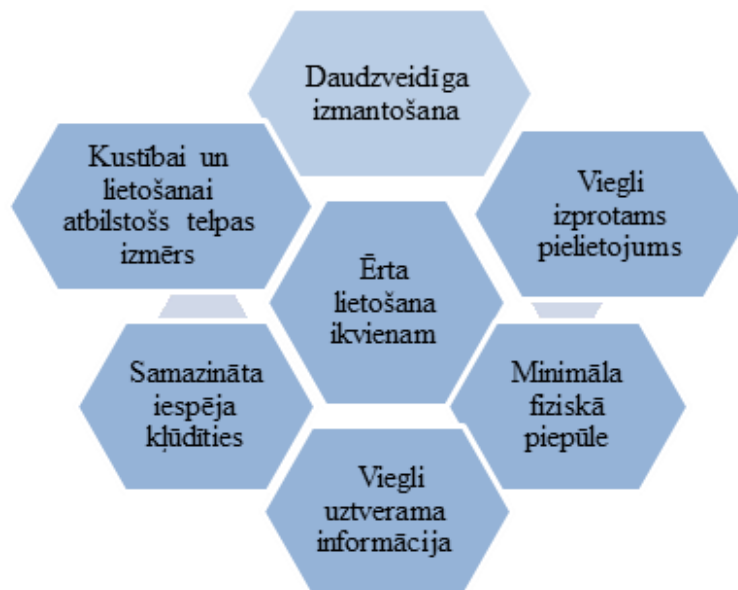 Daudzveidīga
izmantošana
Kustībai un
lietošanai
atbilstošs telpas
izmērs
Viegli
izprotams
pielietojums
Ērta
lietošana
ikvienam
Samazināta
iespēja
kļūdīties
Minimāla
fiziskā
piepūle
Viegli
uztverama
informācija